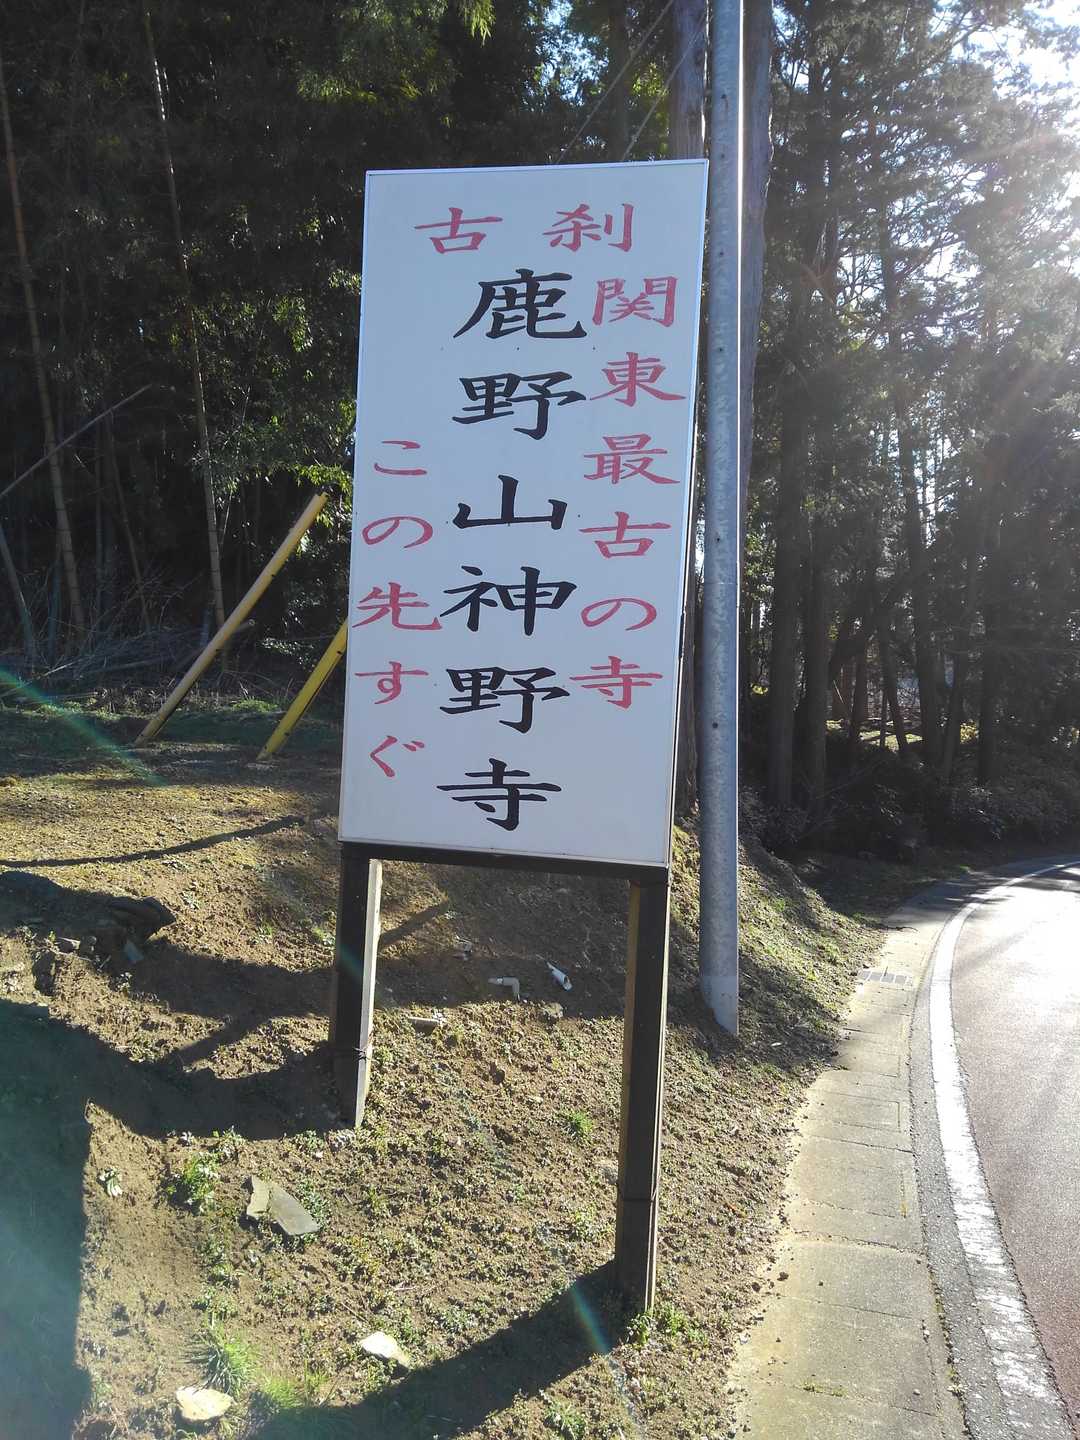 古刹
関東最古の寺
鹿野山神野寺
この先すぐ